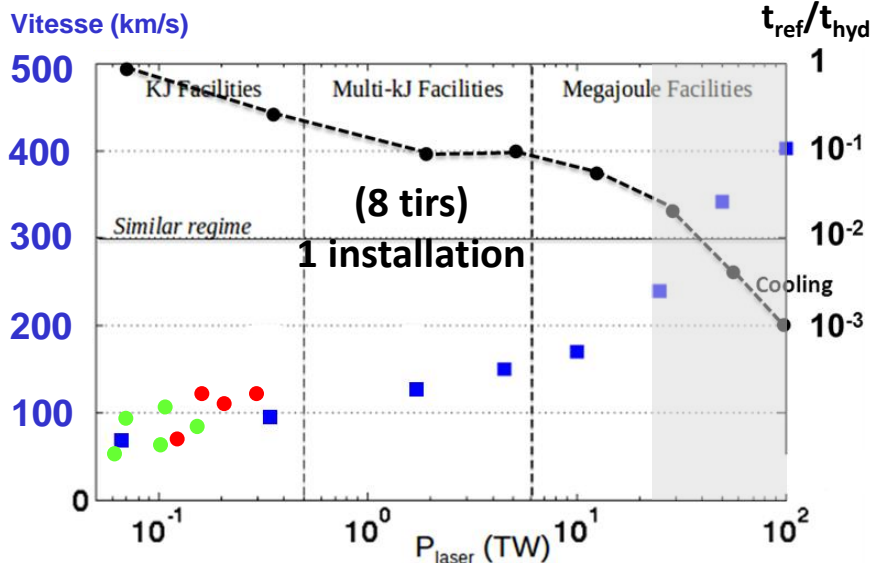 Vitesse (km/s)
t_ref/t_hyd
500
KJ Facilities
Multi-kJ Facilities
Megajoule Facilities
1
400
10^-1
(8 tirs)
Similar regime
300
1 installation
10^-2
Cooling
200
10^-3
100
0
10^-1
10^0
10^1
10^2
P_laser (TW)